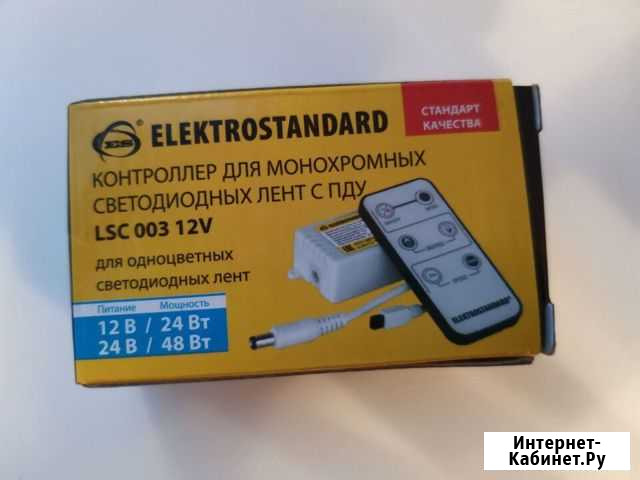 ES ELEKTROSTANDARD
СТАНДАРТ
КАЧЕСТВА
КОНТРОЛЛЕР ДЛЯ МОНОХРОМНЫХ
СВЕТОДИОДНЫХ ЛЕНТ С ПДУ
LSC 003 12V
для одноцветных
светодиодных лент
Питание Мощность
12 В / 24 Вт
24 В / 48 Вт
ELEKTROSTANDARD
Интернет-
Кабинет.Ру